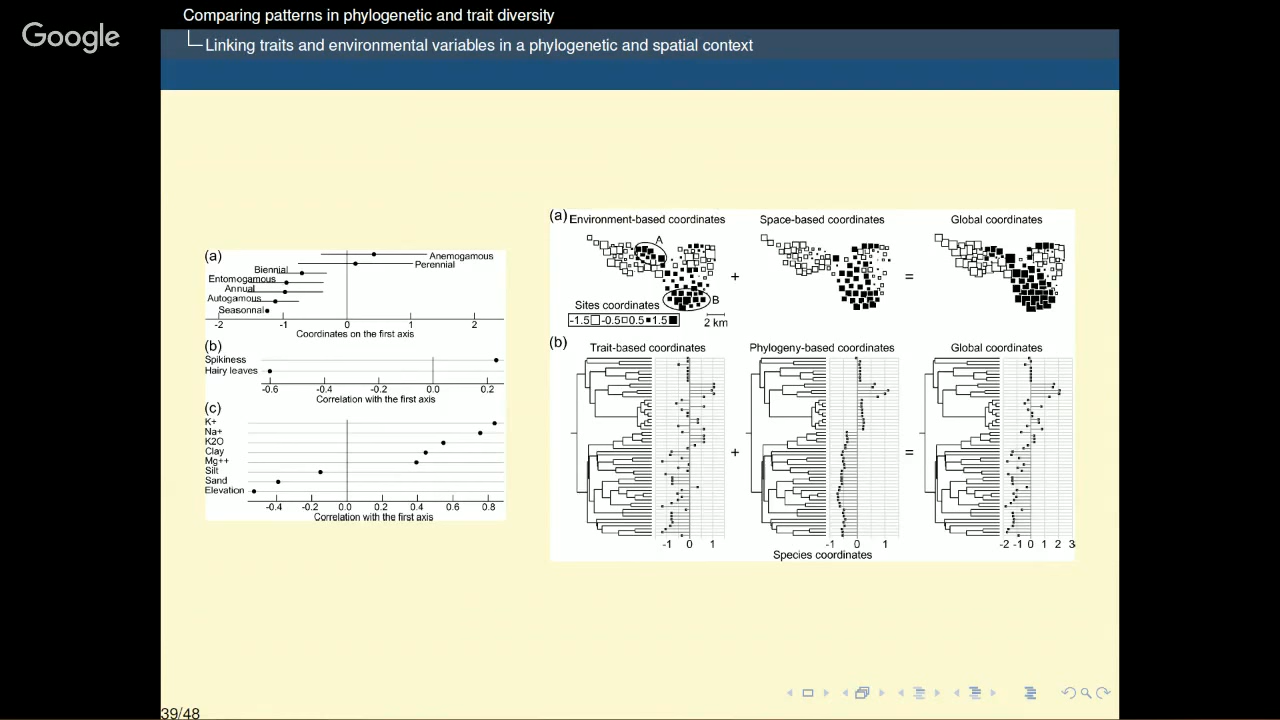 Google
Comparing patterns in phylogenetic and trait diversity
Linking traits and environmental variables in a phylogenetic and spatial context
(a)
Anemogamous
Perennial
Biennial
Entomogamous
Annual
Autogamous
Seasonnal
-2 -1 0 1 2
Coordinates on the first axis
(b)
Spikiness
Hairy leaves
-0.6 -0.4 -0.2 0.0 0.2
Correlation with the first axis
(c)
K+
Na+
K2O
Clay
Mg++
Silt
Sand
Elevation
-0.4 -0.2 0.0 0.2 0.4 0.6 0.8
Correlation with the first axis
(a) Environment-based coordinates Space-based coordinates Global coordinates
A
+ =
B
Sites coordinates
-1.5 -0.5 0.5 1.5
2 km
(b) Trait-based coordinates Phylogeny-based coordinates Global coordinates
+ =
-1 0 1 -1 0 1 -2 -1 0 1 2 3
Species coordinates
39/48